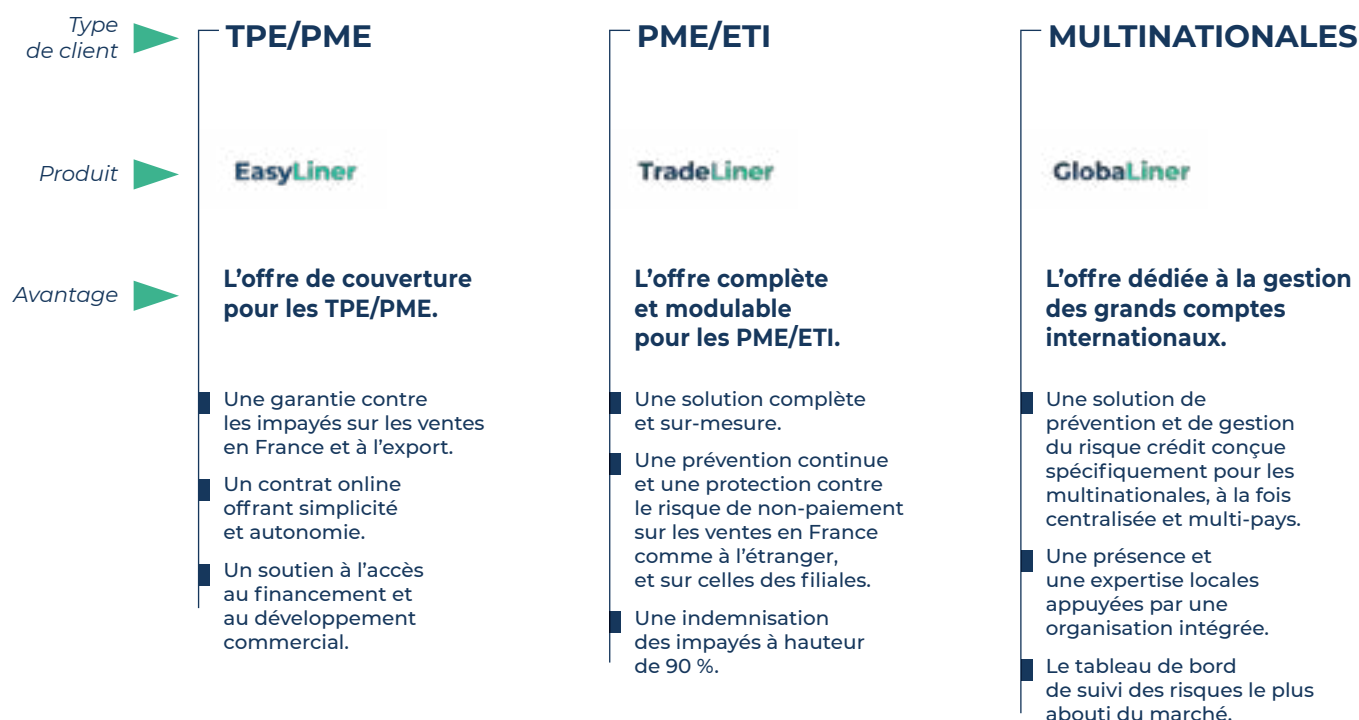 Type
de client
TPE/PME
PME/ETI
MULTINATIONALES
Produit
EasyLiner
TradeLiner
GlobaLiner
Avantage
L'offre de couverture
pour les TPE/PME.
Une garantie contre
les impayés sur les ventes
en France et à l'export.
Un contrat online
offrant simplicité
et autonomie.
Un soutien à l'accès
au financement et
au développement
commercial.
L'offre complète
et modulable
pour les PME/ETI.
Une solution complète
et sur-mesure.
Une prévention continue
et une protection contre
le risque de non-paiement
sur les ventes en France
comme à l'étranger,
et sur celles des filiales.
Une indemnisation
des impayés à hauteur
de 90 %.
L'offre dédiée à la gestion
des grands comptes
internationaux.
Une solution de
prévention et de gestion
du risque crédit conçue
spécifiquement pour les
multinationales, à la fois
centralisée et multi-pays.
Une présence et
une expertise locales
appuyées par une
organisation intégrée.
Le tableau de bord
de suivi des risques le plus
abouti du marché.